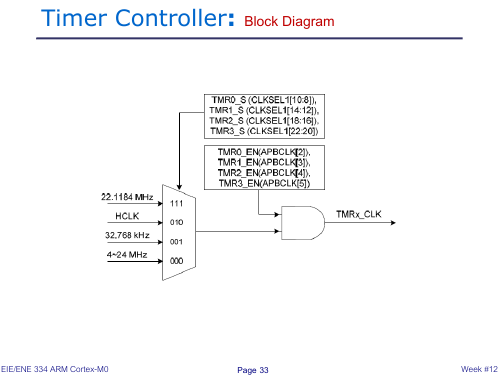 Timer Controller: Block Diagram
TMR0_S (CLKSEL1[10:8]),
TMR1_S (CLKSEL1[14:12]),
TMR2_S (CLKSEL1[18:16]),
TMR3_S (CLKSEL1[22:20])
TMR0_EN(APBCLK[2]),
TMR1_EN(APBCLK[3]),
TMR2_EN(APBCLK[4]),
TMR3_EN(APBCLK[5])
22.1184 MHz
111
HCLK
010
32.768 kHz
001
4~24 MHz
000
TMRx_CLK
EIE/ENE 334 ARM Cortex-M0
Page 33
Week #12